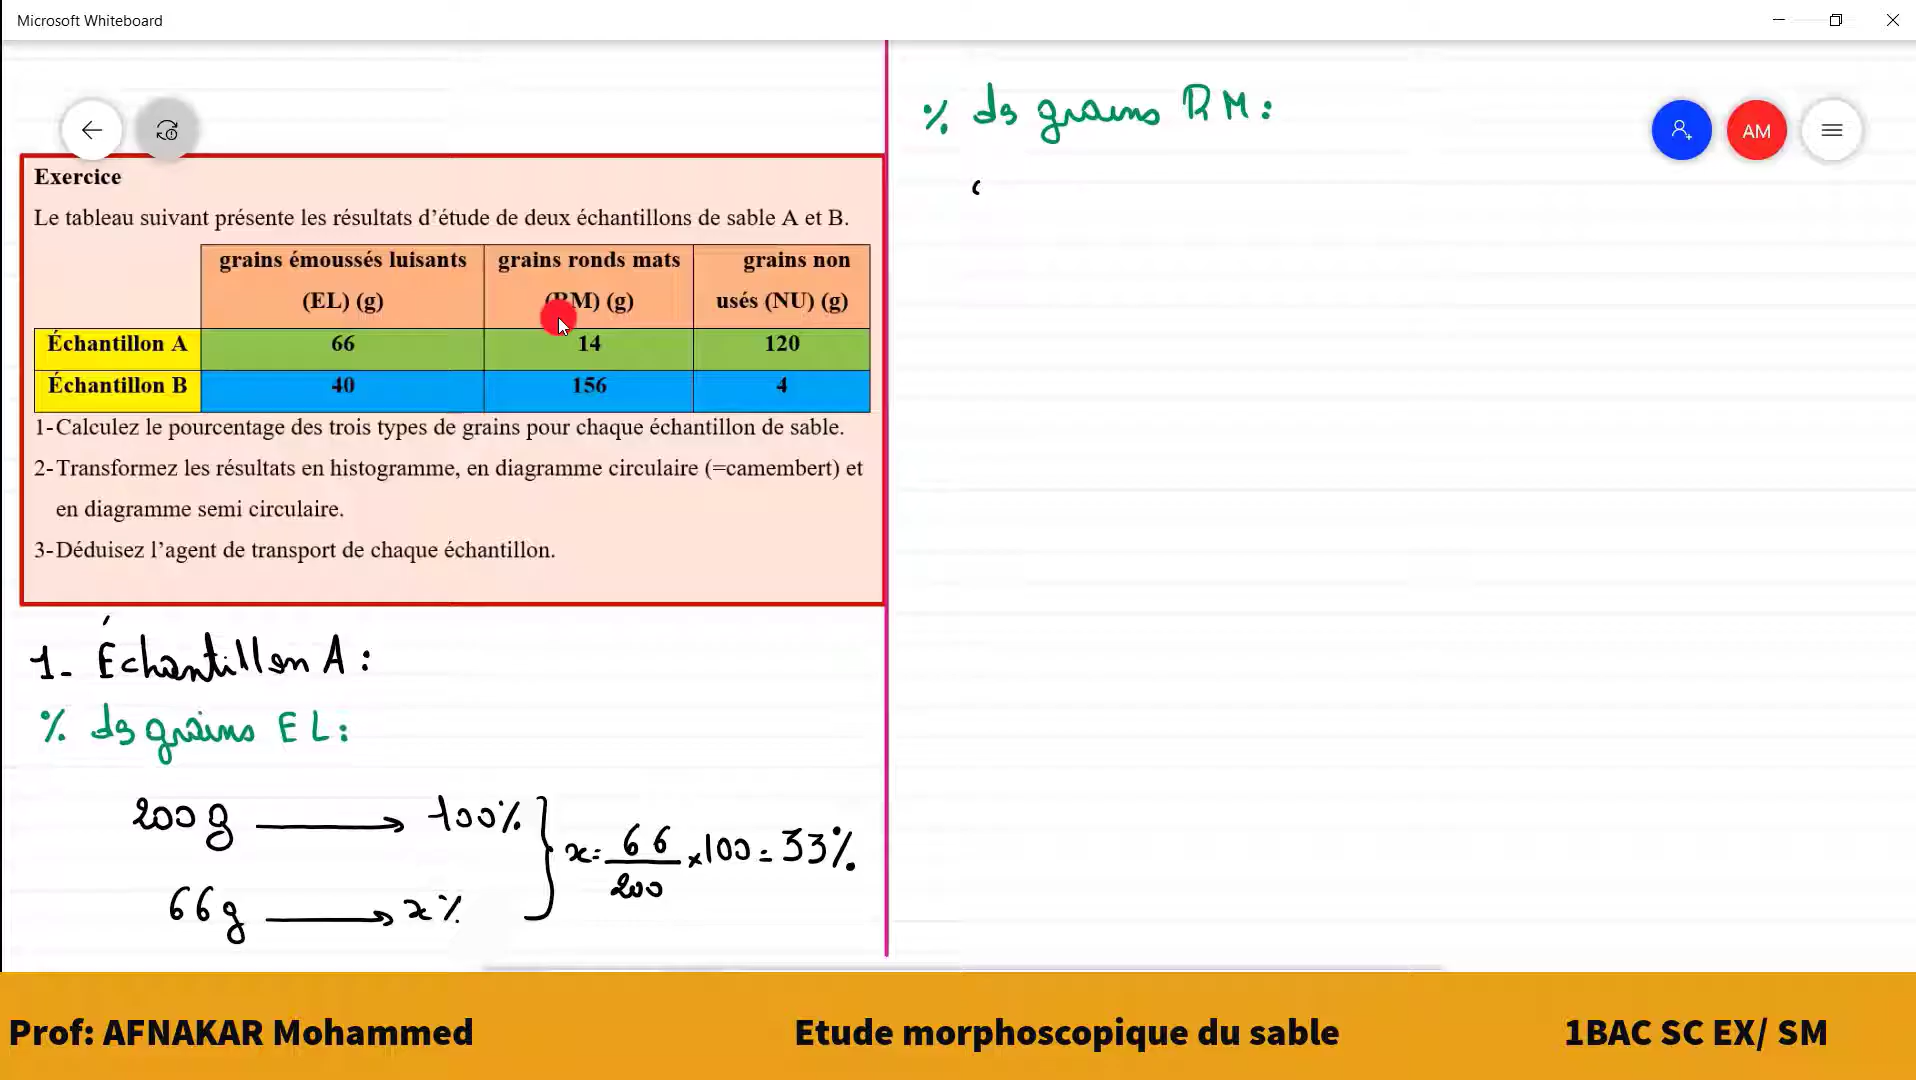 Microsoft Whiteboard
AM
Exercice
Le tableau suivant présente les résultats d'étude de deux échantillons de sable A et B.
grains émoussés luisants (EL) (g) grains ronds mats (RM) (g) grains non usés (NU) (g)
Échantillon A 66 14 120
Échantillon B 40 156 4
1-Calculez le pourcentage des trois types de grains pour chaque échantillon de sable.
2-Transformez les résultats en histogramme, en diagramme circulaire (=camembert) et
en diagramme semi circulaire.
3-Déduisez l'agent de transport de chaque échantillon.
1- Échantillon A :
% des grains EL :
200g → 100%
66g → x%
x = 66/200 × 100 = 33%
% des grains RM :
Prof: AFNAKAR Mohammed
Etude morphoscopique du sable
1BAC SC EX/ SM